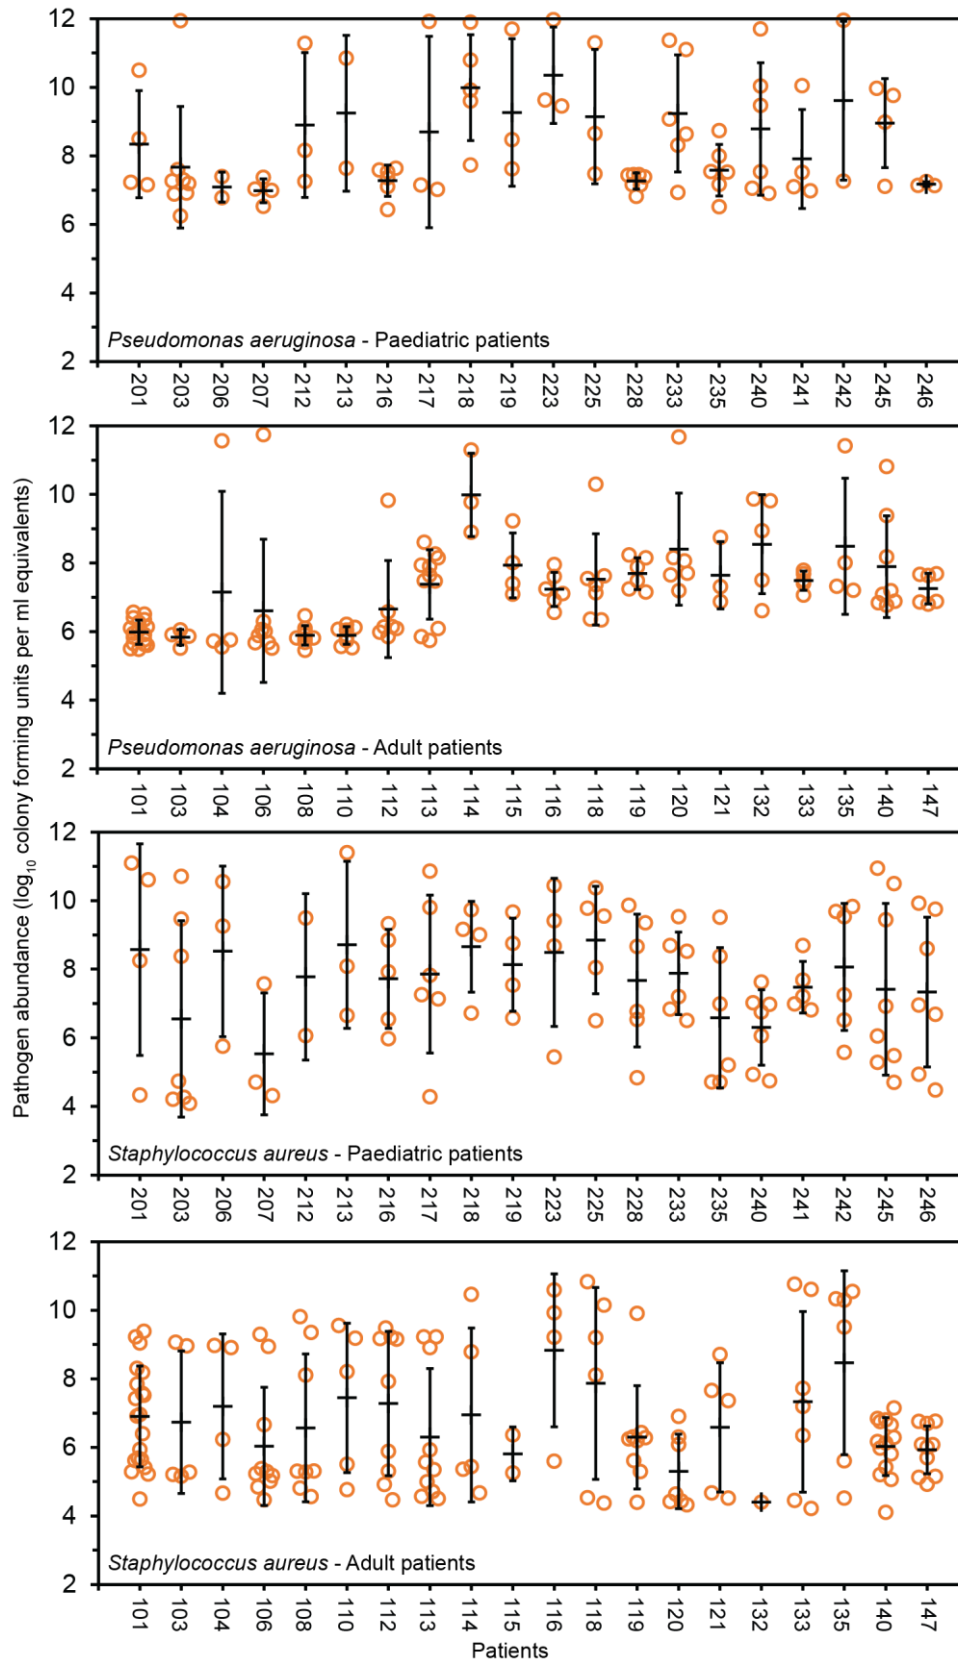 Pathogen abundance (log10 colony forming units per ml equivalents)
12
10
8
6
4
2
Pseudomonas aeruginosa - Paediatric patients
201 203 206 207 212 213 216 217 218 219 223 225 228 233 235 240 241 242 245 246
12
10
8
6
4
2
Pseudomonas aeruginosa - Adult patients
101 103 104 106 108 110 112 113 114 115 116 118 119 120 121 132 133 135 140 147
12
10
8
6
4
2
Staphylococcus aureus - Paediatric patients
201 203 206 207 212 213 216 217 218 219 223 225 228 233 235 240 241 242 245 246
12
10
8
6
4
2
Staphylococcus aureus - Adult patients
101 103 104 106 108 110 112 113 114 115 116 118 119 120 121 132 133 135 140 147
Patients